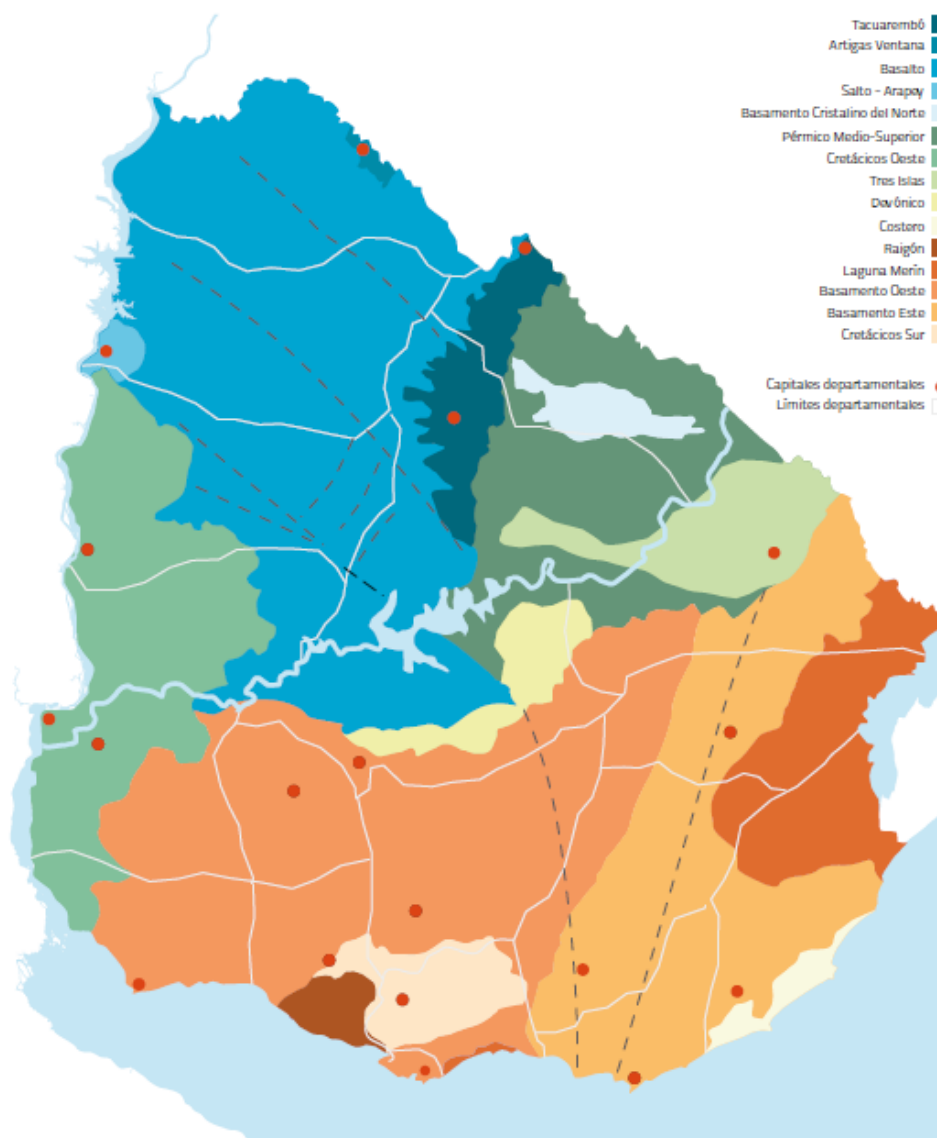 Tacuarembó
Artigas Ventana
Basalto
Salto - Arapey
Basamento Cristalino del Norte
Pérmico Medio-Superior
Cretácicos Oeste
Tres Islas
Devónico
Costero
Raigón
Laguna Merín
Basamento Oeste
Basamento Este
Cretácicos Sur
Capitales departamentales
Límites departamentales